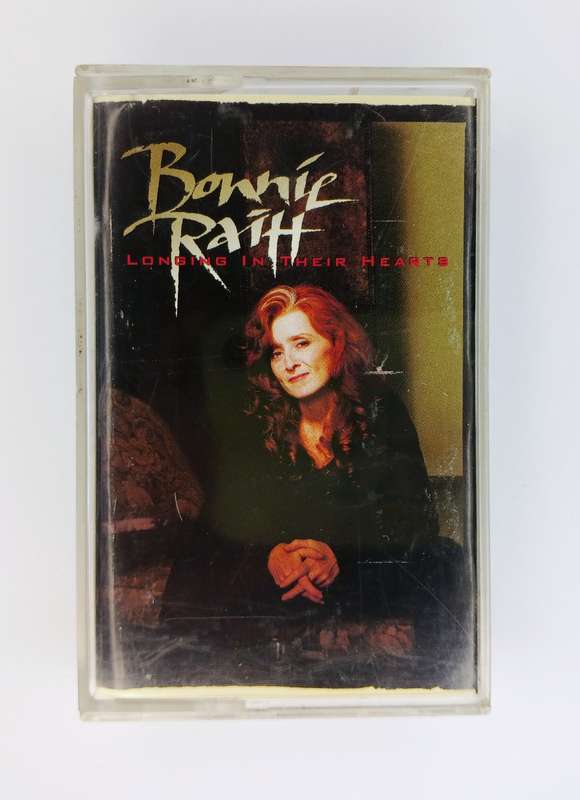 Bonnie
Raitt
Longing In Their Hearts